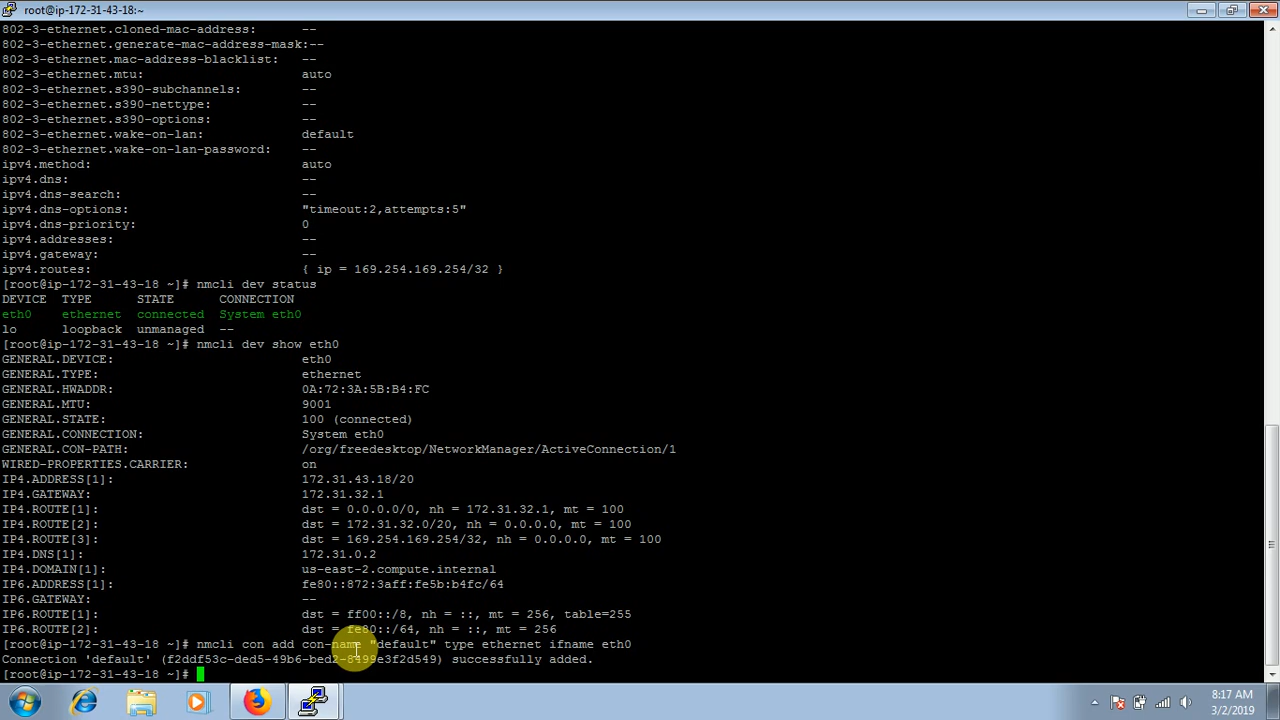 root@ip-172-31-43-18:~
802-3-ethernet.cloned-mac-address: --
802-3-ethernet.generate-mac-address-mask:--
802-3-ethernet.mac-address-blacklist: --
802-3-ethernet.mtu: auto
802-3-ethernet.s390-subchannels: --
802-3-ethernet.s390-nettype: --
802-3-ethernet.s390-options: --
802-3-ethernet.wake-on-lan: default
802-3-ethernet.wake-on-lan-password: --
ipv4.method: auto
ipv4.dns: --
ipv4.dns-search: --
ipv4.dns-options: "timeout:2,attempts:5"
ipv4.dns-priority: 0
ipv4.addresses: --
ipv4.gateway: --
ipv4.routes: { ip = 169.254.169.254/32 }
[root@ip-172-31-43-18 ~]# nmcli dev status
DEVICE TYPE STATE CONNECTION
eth0 ethernet connected System eth0
lo loopback unmanaged --
[root@ip-172-31-43-18 ~]# nmcli dev show eth0
GENERAL.DEVICE: eth0
GENERAL.TYPE: ethernet
GENERAL.HWADDR: 0A:72:3A:5B:B4:FC
GENERAL.MTU: 9001
GENERAL.STATE: 100 (connected)
GENERAL.CONNECTION: System eth0
GENERAL.CON-PATH: /org/freedesktop/NetworkManager/ActiveConnection/1
WIRED-PROPERTIES.CARRIER: on
IP4.ADDRESS[1]: 172.31.43.18/20
IP4.GATEWAY: 172.31.32.1
IP4.ROUTE[1]: dst = 0.0.0.0/0, nh = 172.31.32.1, mt = 100
IP4.ROUTE[2]: dst = 172.31.32.0/20, nh = 0.0.0.0, mt = 100
IP4.ROUTE[3]: dst = 169.254.169.254/32, nh = 0.0.0.0, mt = 100
IP4.DNS[1]: 172.31.0.2
IP4.DOMAIN[1]: us-east-2.compute.internal
IP6.ADDRESS[1]: fe80::872:3aff:fe5b:b4fc/64
IP6.GATEWAY: --
IP6.ROUTE[1]: dst = ff00::/8, nh = ::, mt = 256, table=255
IP6.ROUTE[2]: dst = fe80::/64, nh = ::, mt = 256
[root@ip-172-31-43-18 ~]# nmcli con add con-name "default" type ethernet ifname eth0
Connection 'default' (f2ddf53c-ded5-49b6-bed2-8499e3f2d549) successfully added.
[root@ip-172-31-43-18 ~]#
8:17 AM
3/2/2019